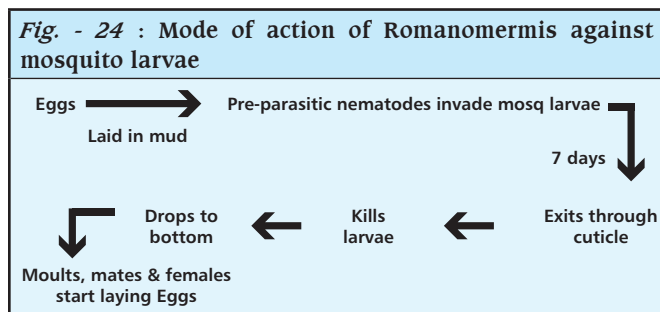 Fig. - 24 : Mode of action of Romanomermis against
mosquito larvae
Eggs
Pre-parasitic nematodes invade mosq larvae
Laid in mud
7 days
Exits through
cuticle
Kills
larvae
Drops to
bottom
Moults, mates & females
start laying Eggs